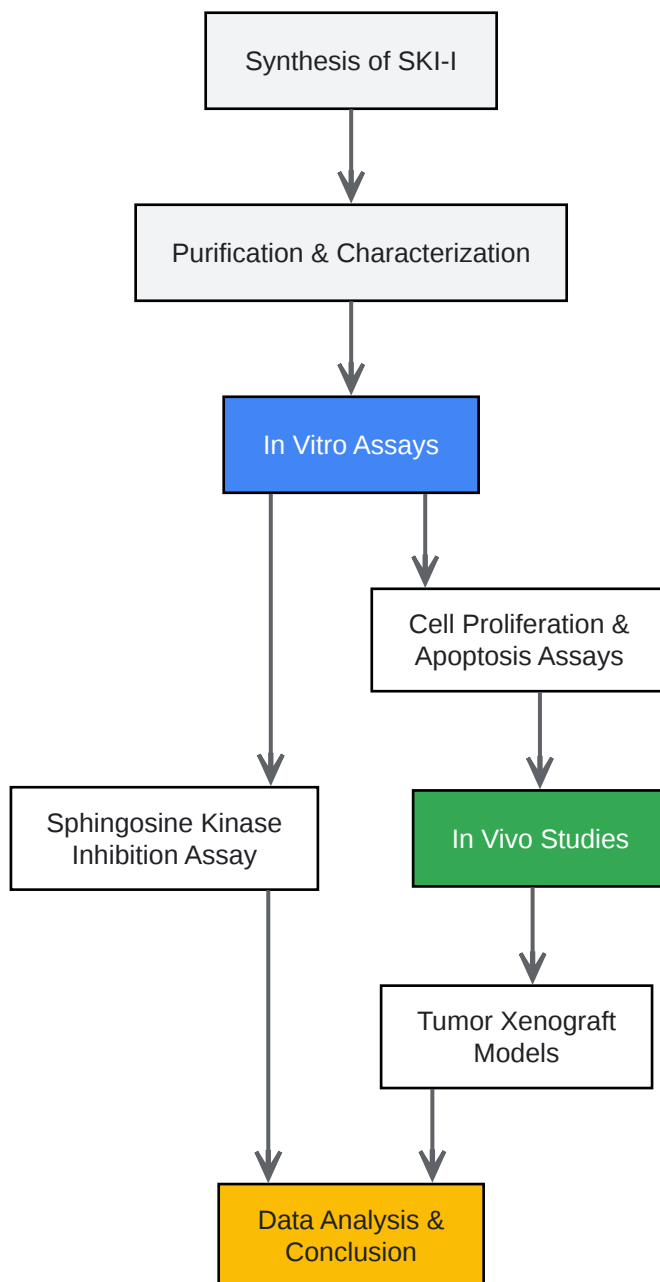 Synthesis of SKI-I
Purification & Characterization
In Vitro Assays
Cell Proliferation &
Apoptosis Assays
Sphingosine Kinase
Inhibition Assay
In Vivo Studies
Tumor Xenograft
Models
Data Analysis &
Conclusion